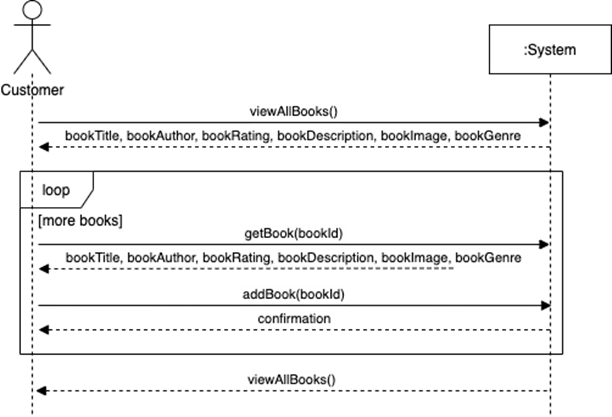 Customer
:System
viewAllBooks()
bookTitle, bookAuthor, bookRating, bookDescription, bookImage, bookGenre
loop
[more books]
getBook(bookId)
bookTitle, bookAuthor, bookRating, bookDescription, bookImage, bookGenre
addBook(bookId)
confirmation
viewAllBooks()